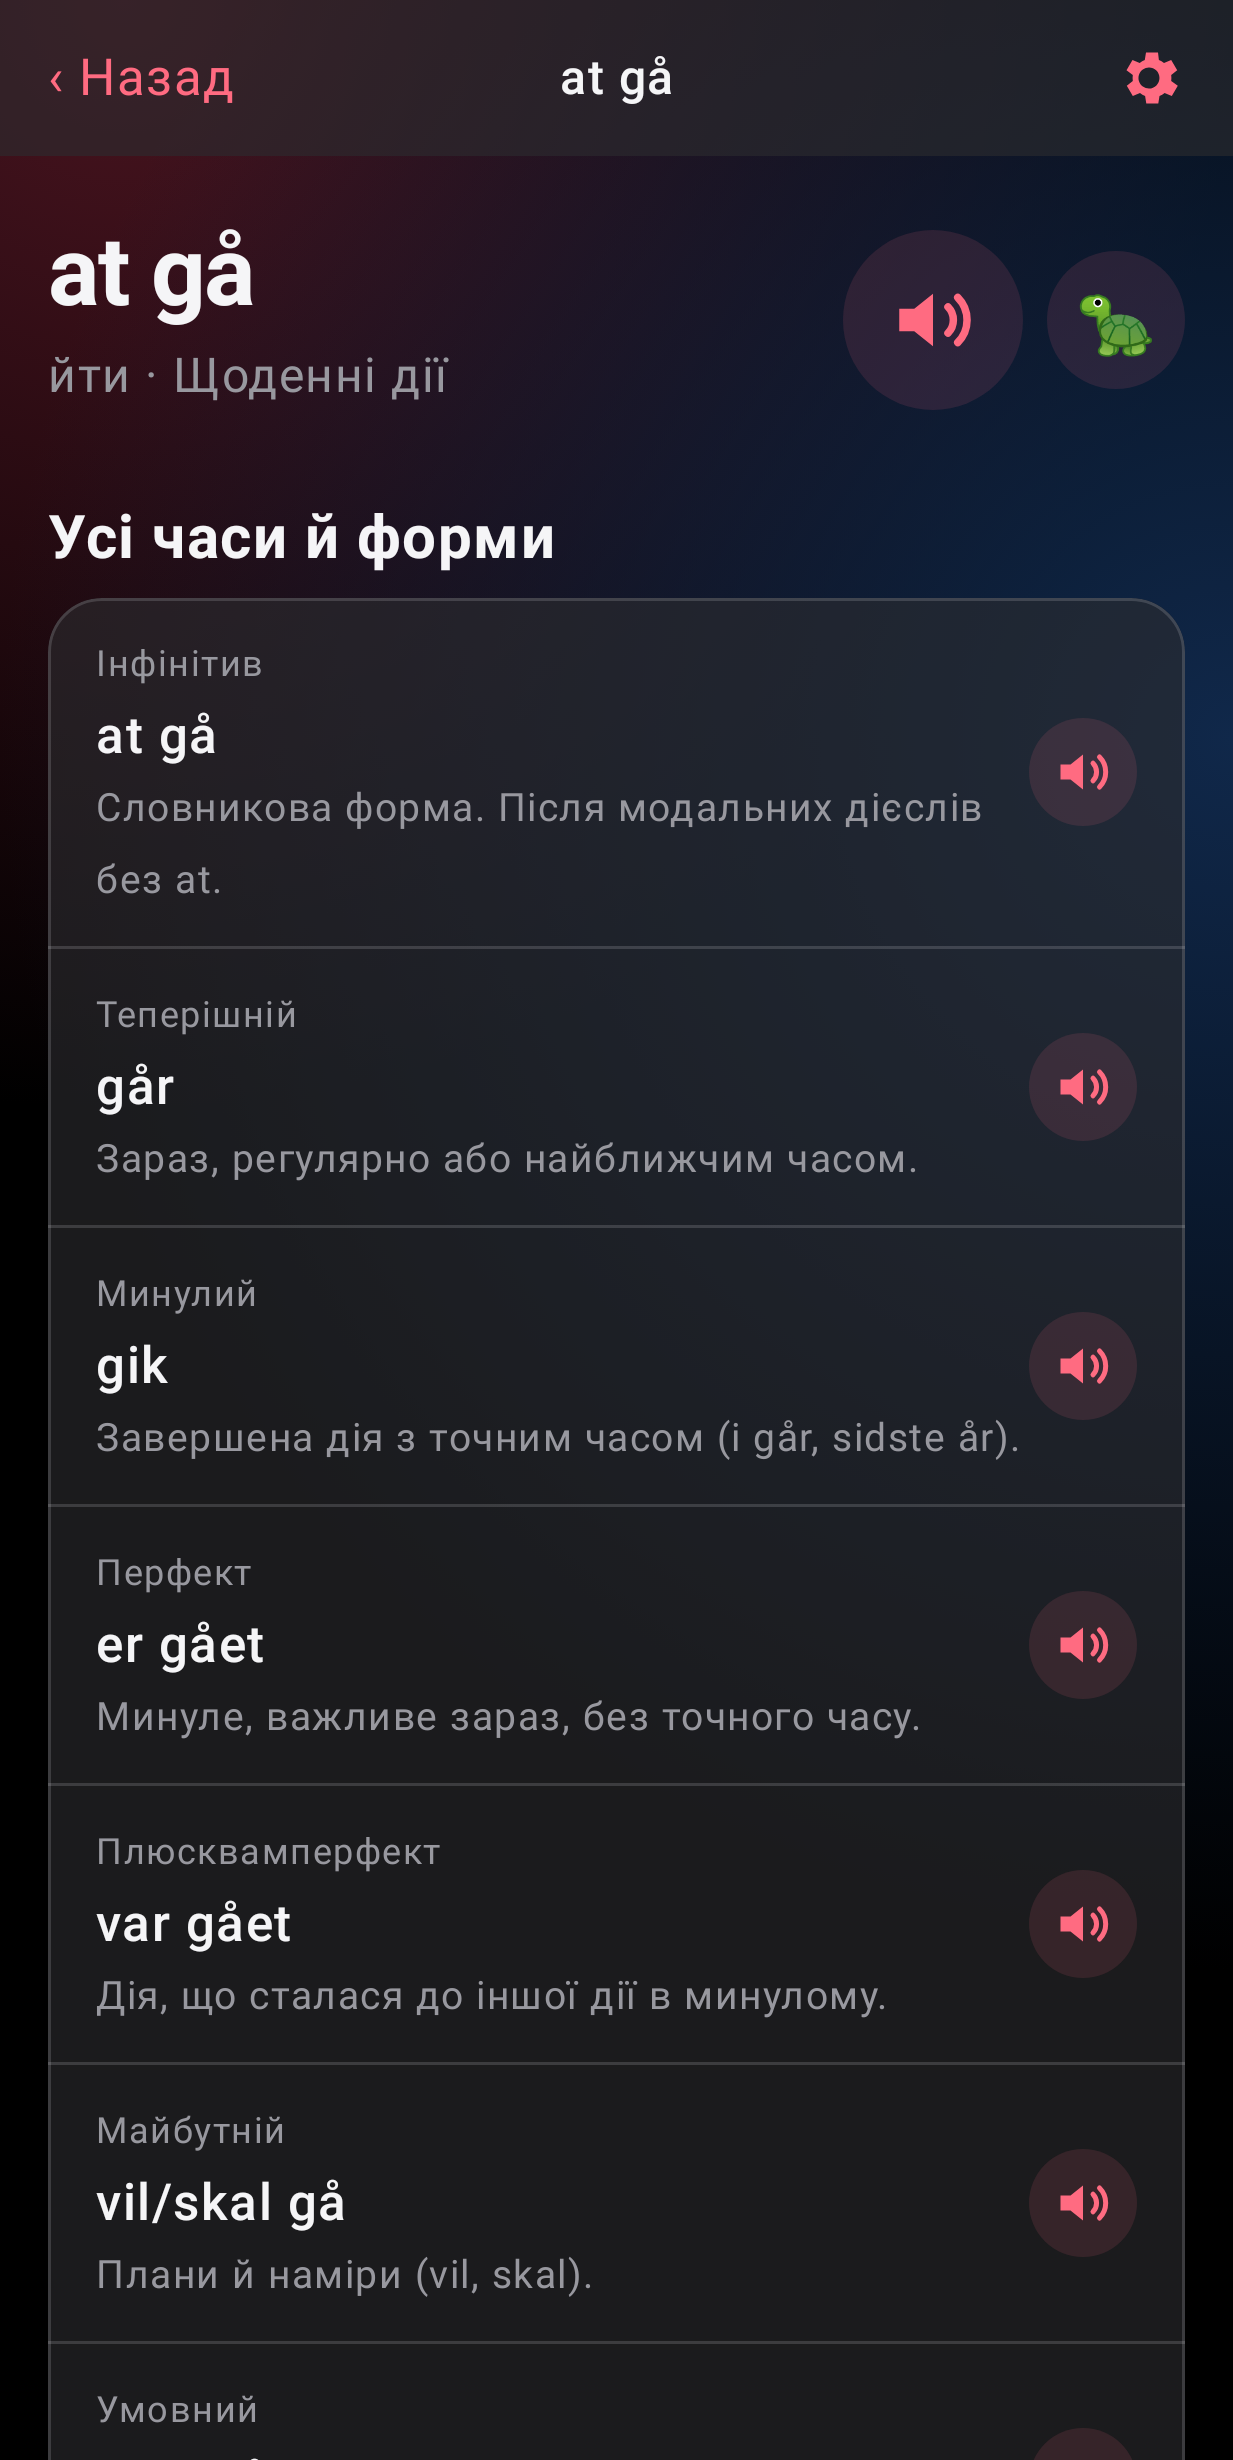 ‹ Назад
at gå
at gå
йти · Щоденні дії
Усі часи й форми
Інфінітив
at gå
Словникова форма. Після модальних дієслів
без at.
Теперішній
går
Зараз, регулярно або найближчим часом.
Минулий
gik
Завершена дія з точним часом (i går, sidste år).
Перфект
er gået
Минуле, важливе зараз, без точного часу.
Плюсквамперфект
var gået
Дія, що сталася до іншої дії в минулому.
Майбутній
vil/skal gå
Плани й наміри (vil, skal).
Умовний